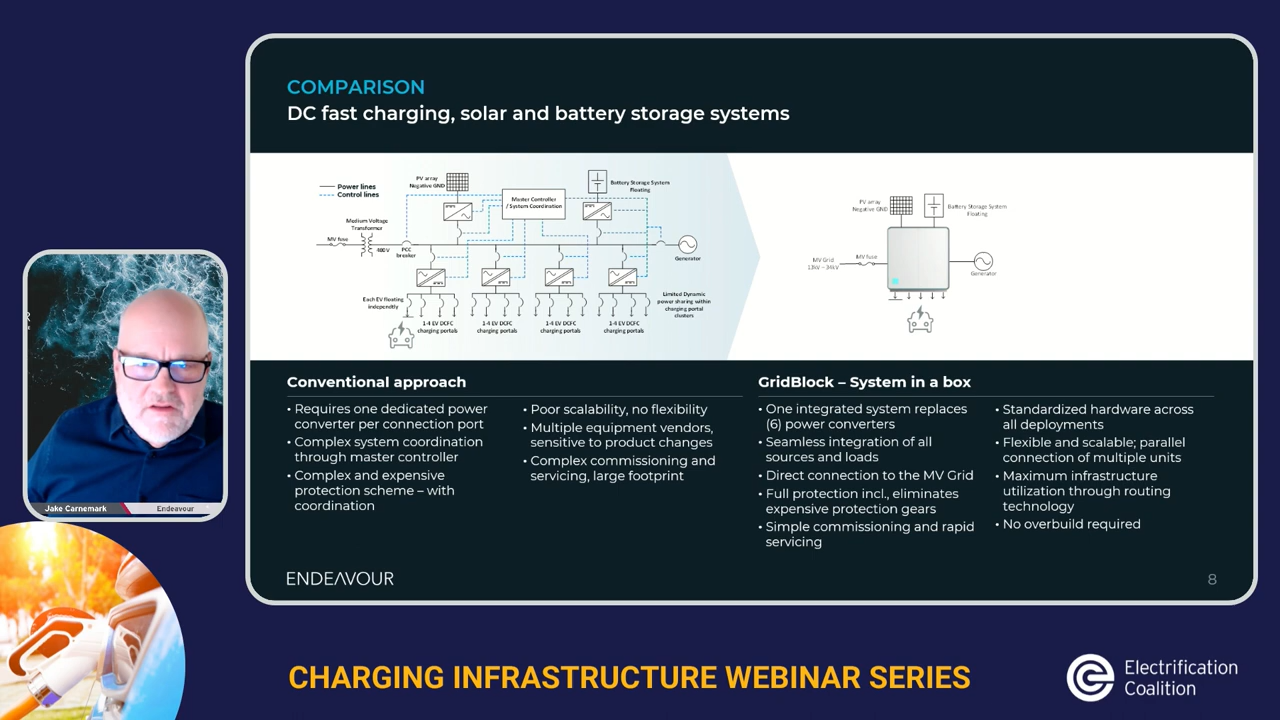 COMPARISON
DC fast charging, solar and battery storage systems
Power lines
Control lines
PV array
Negative GND
Master Controller
/ System Coordination
Battery Storage System
Floating
Medium Voltage
Transformer
MV fuse
480V
PCC
breaker
Generator
Each EV floating
independently
1-4 EV DCFC
charging portals
1-4 EV DCFC
charging portals
1-4 EV DCFC
charging portals
1-4 EV DCFC
charging portals
Limited Dynamic
power sharing within
charging portal
clusters
PV array
Negative GND
Battery Storage System
Floating
MV Grid
13kV – 34kV
MV fuse
Generator
Conventional approach
• Requires one dedicated power
converter per connection port
• Complex system coordination
through master controller
• Complex and expensive
protection scheme – with
coordination
• Poor scalability, no flexibility
• Multiple equipment vendors,
sensitive to product changes
• Complex commissioning and
servicing, large footprint
GridBlock – System in a box
• One integrated system replaces
(6) power converters
• Seamless integration of all
sources and loads
• Direct connection to the MV Grid
• Full protection incl., eliminates
expensive protection gears
• Simple commissioning and rapid
servicing
• Standardized hardware across
all deployments
• Flexible and scalable; parallel
connection of multiple units
• Maximum infrastructure
utilization through routing
technology
• No overbuild required
ENDEAVOUR
8
Jake Carnemark
Endeavour
CHARGING INFRASTRUCTURE WEBINAR SERIES
Electrification
Coalition